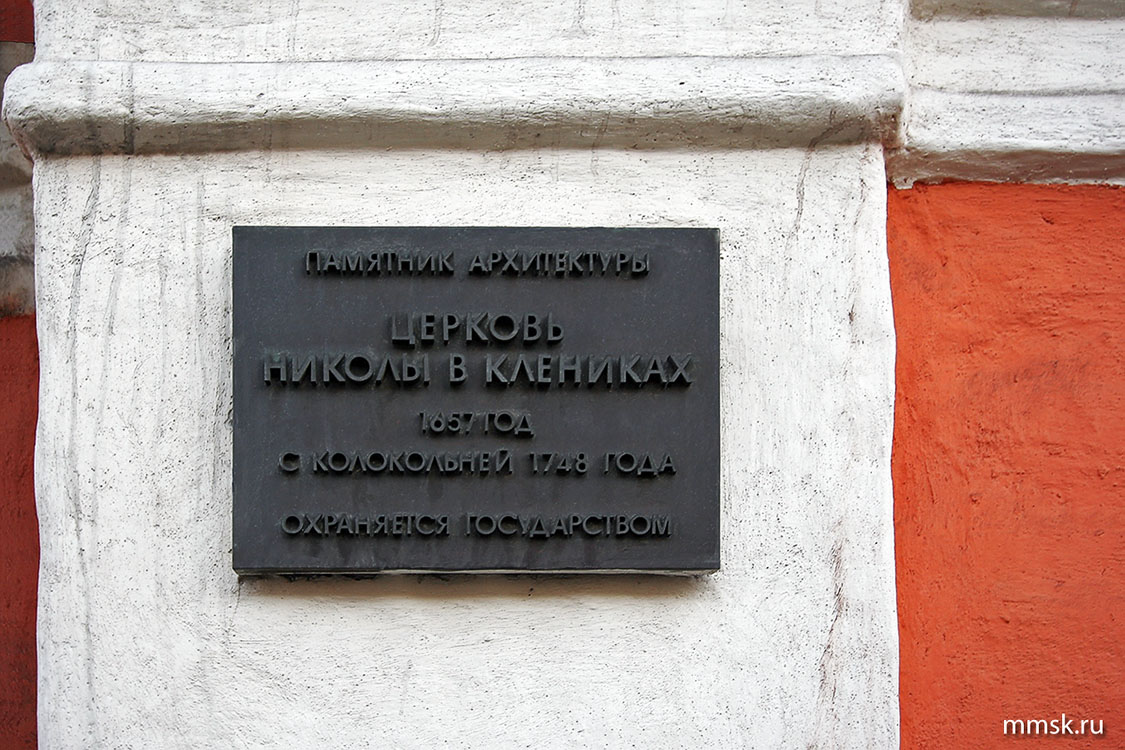 ПАМЯТНИК АРХИТЕКТУРЫ
ЦЕРКОВЬ
НИКОЛЫ В КЛЕНИКАХ
1657 ГОД
С КОЛОКОЛЬНЕЙ 1748 ГОДА
ОХРАНЯЕТСЯ ГОСУДАРСТВОМ
mmsk.ru